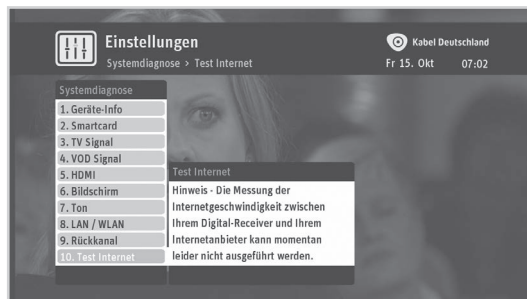 Einstellungen
Systemdiagnose > Test Internet
Kabel Deutschland
Fr 15. Okt 07:02
Systemdiagnose
1. Geräte-Info
2. Smartcard
3. TV Signal
4. VOD Signal
5. HDMI
6. Bildschirm
7. Ton
8. LAN / WLAN
9. Rückkanal
10. Test Internet
Test Internet
Hinweis - Die Messung der
Internetgeschwindigkeit zwischen
Ihrem Digital-Receiver und Ihrem
Internetanbieter kann momentan
leider nicht ausgeführt werden.